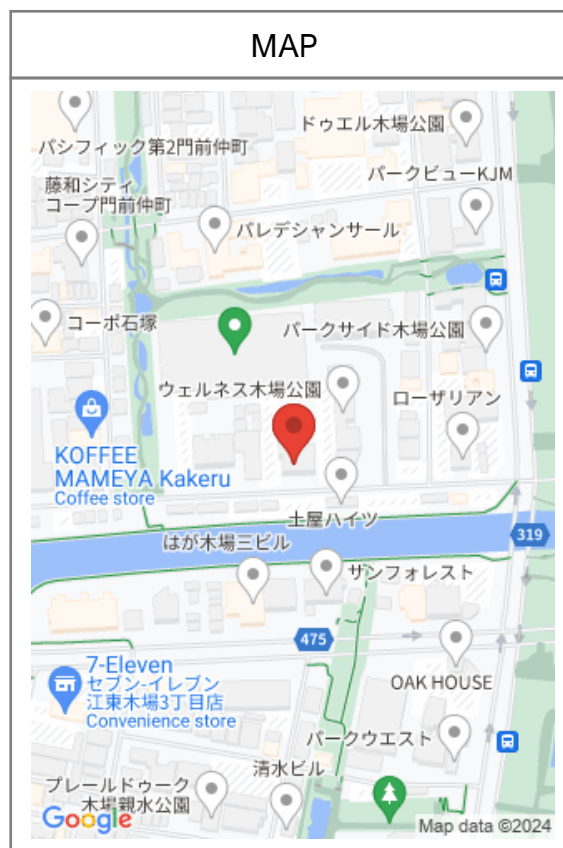 MAP
ドゥエル木場公園
パシフィック第2門前仲町
パークビューKJM
藤和シティ
コープ門前仲町
パレデシャンサール
コーポ石塚
パークサイド木場公園
ウェルネス木場公園
ローザリアン
KOFFEE
MAMEYA Kakeru
Coffee store
土屋ハイツ
319
はが木場三ビル
サンフォレスト
475
7-Eleven
セブン-イレブン
江東木場3丁目店
Convenience store
OAK HOUSE
パークウエスト
清水ビル
プレールドゥーク
木場親水公園
Google
Map data ©2024